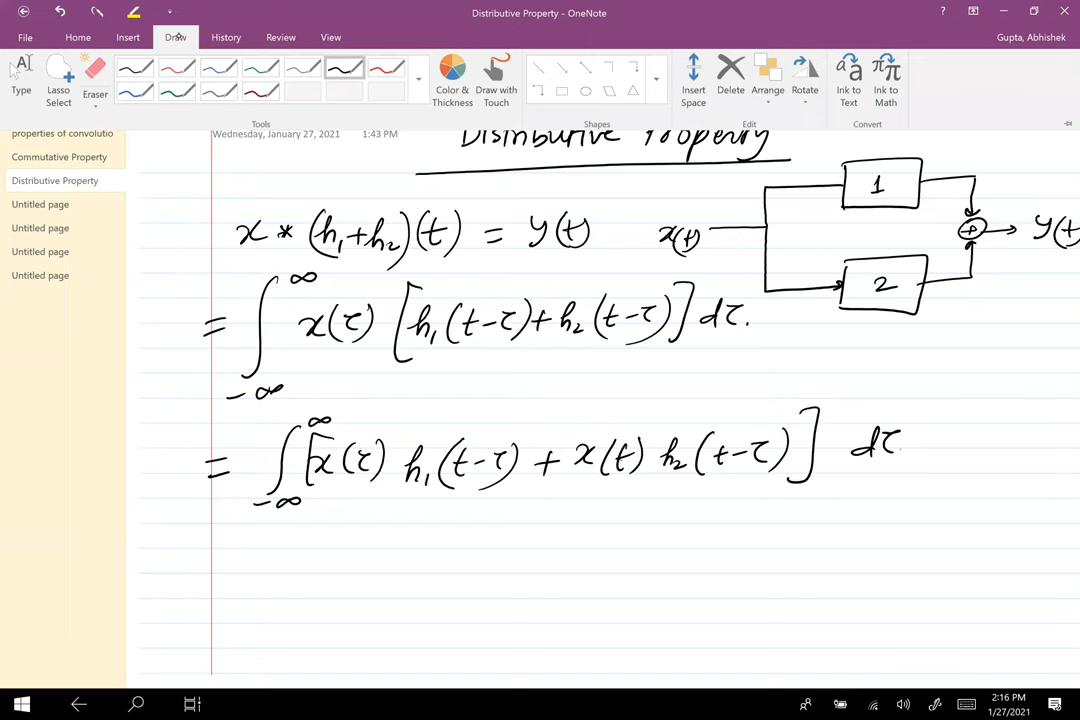 Distributive Property - OneNote
?
File Home Insert Draw History Review View Gupta, Abhishek
Type
Lasso Select
Eraser
Color & Thickness
Draw with Touch
Insert Space
Delete
Arrange
Rotate
Ink to Text
Ink to Math
Tools Shapes Edit Convert
properties of convolutio
Commutative Property
Distributive Property
Untitled page
Untitled page
Untitled page
Untitled page
Distributive Property
Wednesday, January 27, 2021 1:43 PM
x * (h₁+h₂)(t) = y(t)
x(t) 1 2 + y(t)
= ∫_{-∞}^{∞} x(τ) [h₁(t-τ)+h₂(t-τ)] dτ.
= ∫_{-∞}^{∞} [x(τ) h₁(t-τ) + x(t) h₂(t-τ)] dτ.
2:16 PM
1/27/2021